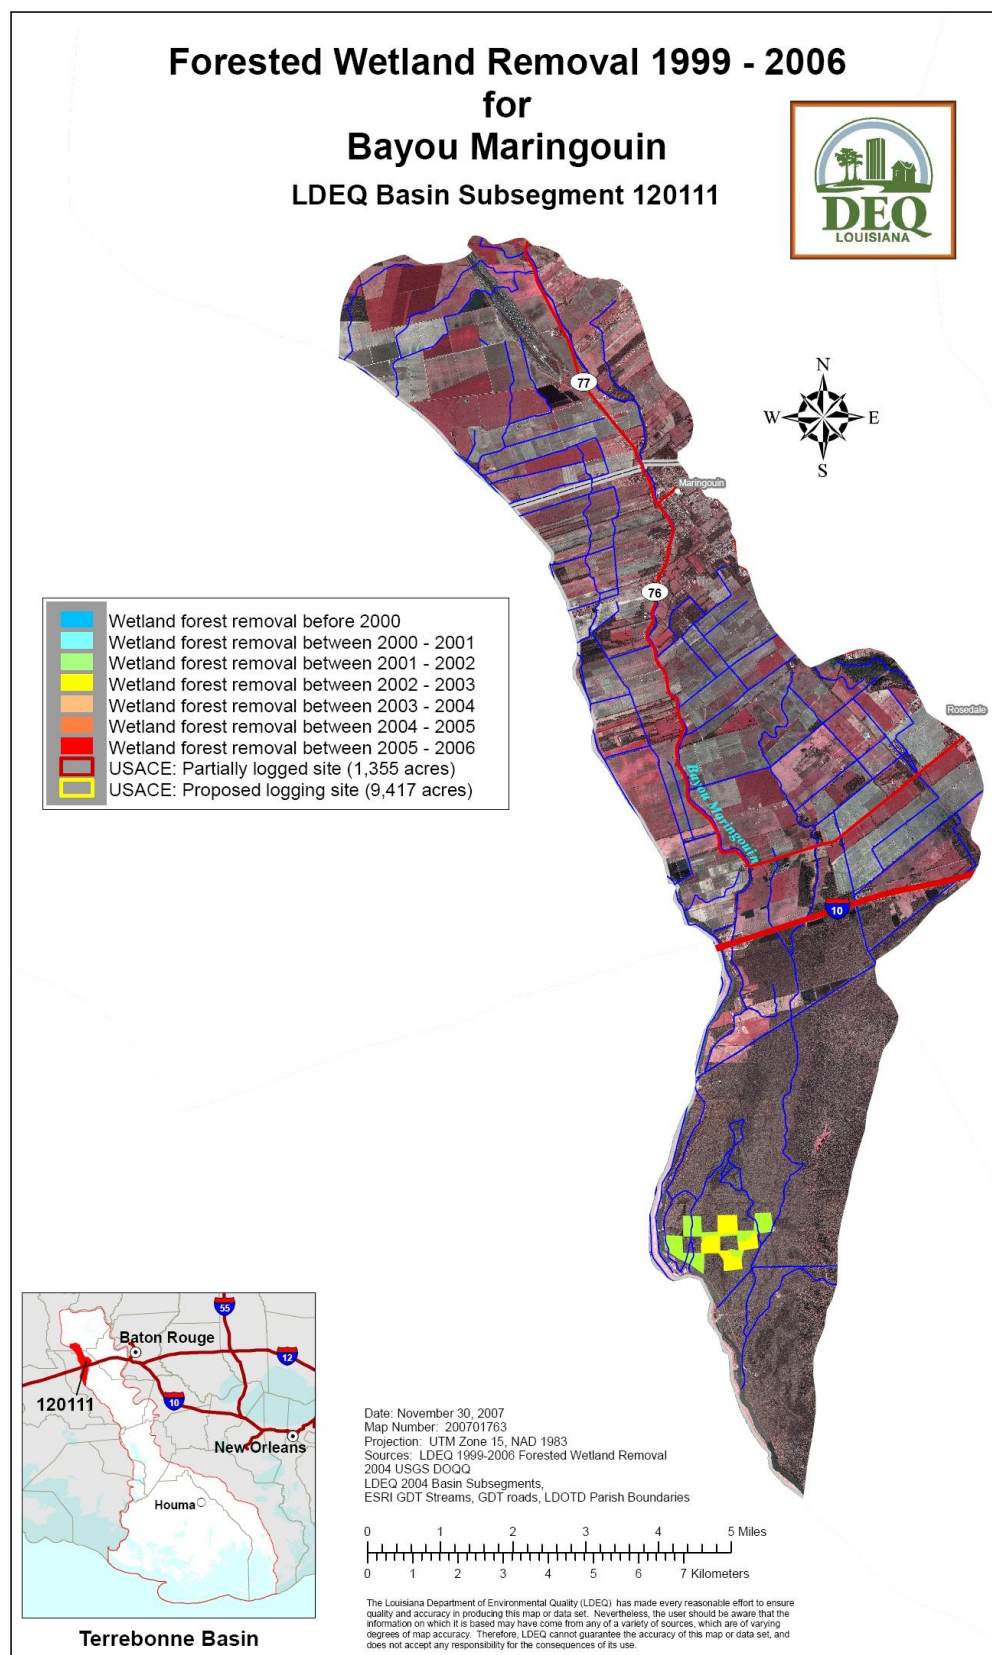 Forested Wetland Removal 1999 - 2006
for
Bayou Maringouin
LDEQ Basin Subsegment 120111
DEQ
LOUISIANA
N
W
E
S
77
Maringouin
76
Rosedale
Bayou Maringouin
10
Wetland forest removal before 2000
Wetland forest removal between 2000 - 2001
Wetland forest removal between 2001 - 2002
Wetland forest removal between 2002 - 2003
Wetland forest removal between 2003 - 2004
Wetland forest removal between 2004 - 2005
Wetland forest removal between 2005 - 2006
USACE: Partially logged site (1,355 acres)
USACE: Proposed logging site (9,417 acres)
55
Baton Rouge
12
120111
10
New Orleans
Houma
Terrebonne Basin
Date: November 30, 2007
Map Number: 200701763
Projection: UTM Zone 15, NAD 1983
Sources: LDEQ 1999-2006 Forested Wetland Removal
2004 USGS DOQQ
LDEQ 2004 Basin Subsegments,
ESRI GDT Streams, GDT roads, LDOTD Parish Boundaries
0 1 2 3 4 5 Miles
0 1 2 3 4 5 6 7 Kilometers
The Louisiana Department of Environmental Quality (LDEQ) has made every reasonable effort to ensure
quality and accuracy in producing this map or data set. Nevertheless, the user should be aware that the
information on which it is based may have come from any of a variety of sources, which are of varying
degrees of map accuracy. Therefore, LDEQ cannot guarantee the accuracy of this map or data set, and
does not accept any responsibility for the consequences of its use.